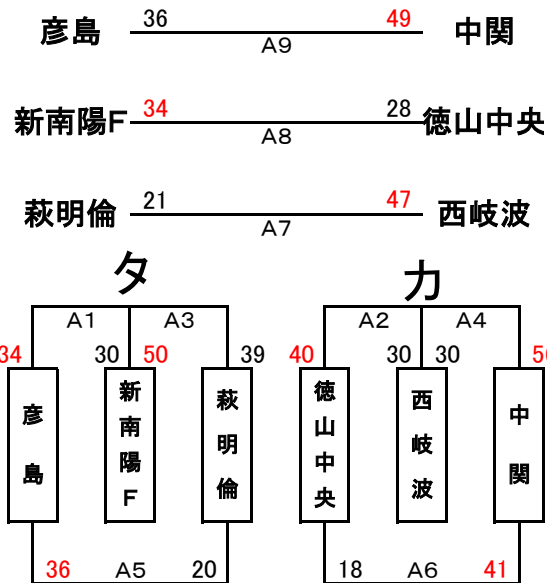 彦島 36 49 中関
A9
新南陽F 34 28 徳山中央
A8
萩明倫 21 47 西岐波
A7
タ カ
A1 A3 A2 A4
34 30 50 39 40 30 30
彦島 新南陽F 萩明倫 徳山中央 西岐波 中関
36 A5 20 18 A6 41